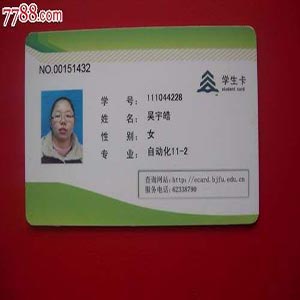 7788.com
NO.00151432
学生卡
student card
学 号: 111044228
姓 名: 吴宇皓
性 别: 女
专 业: 自动化11-2
查询网站:http://ecard.bjfu.edu.cn
服务电话:62338790